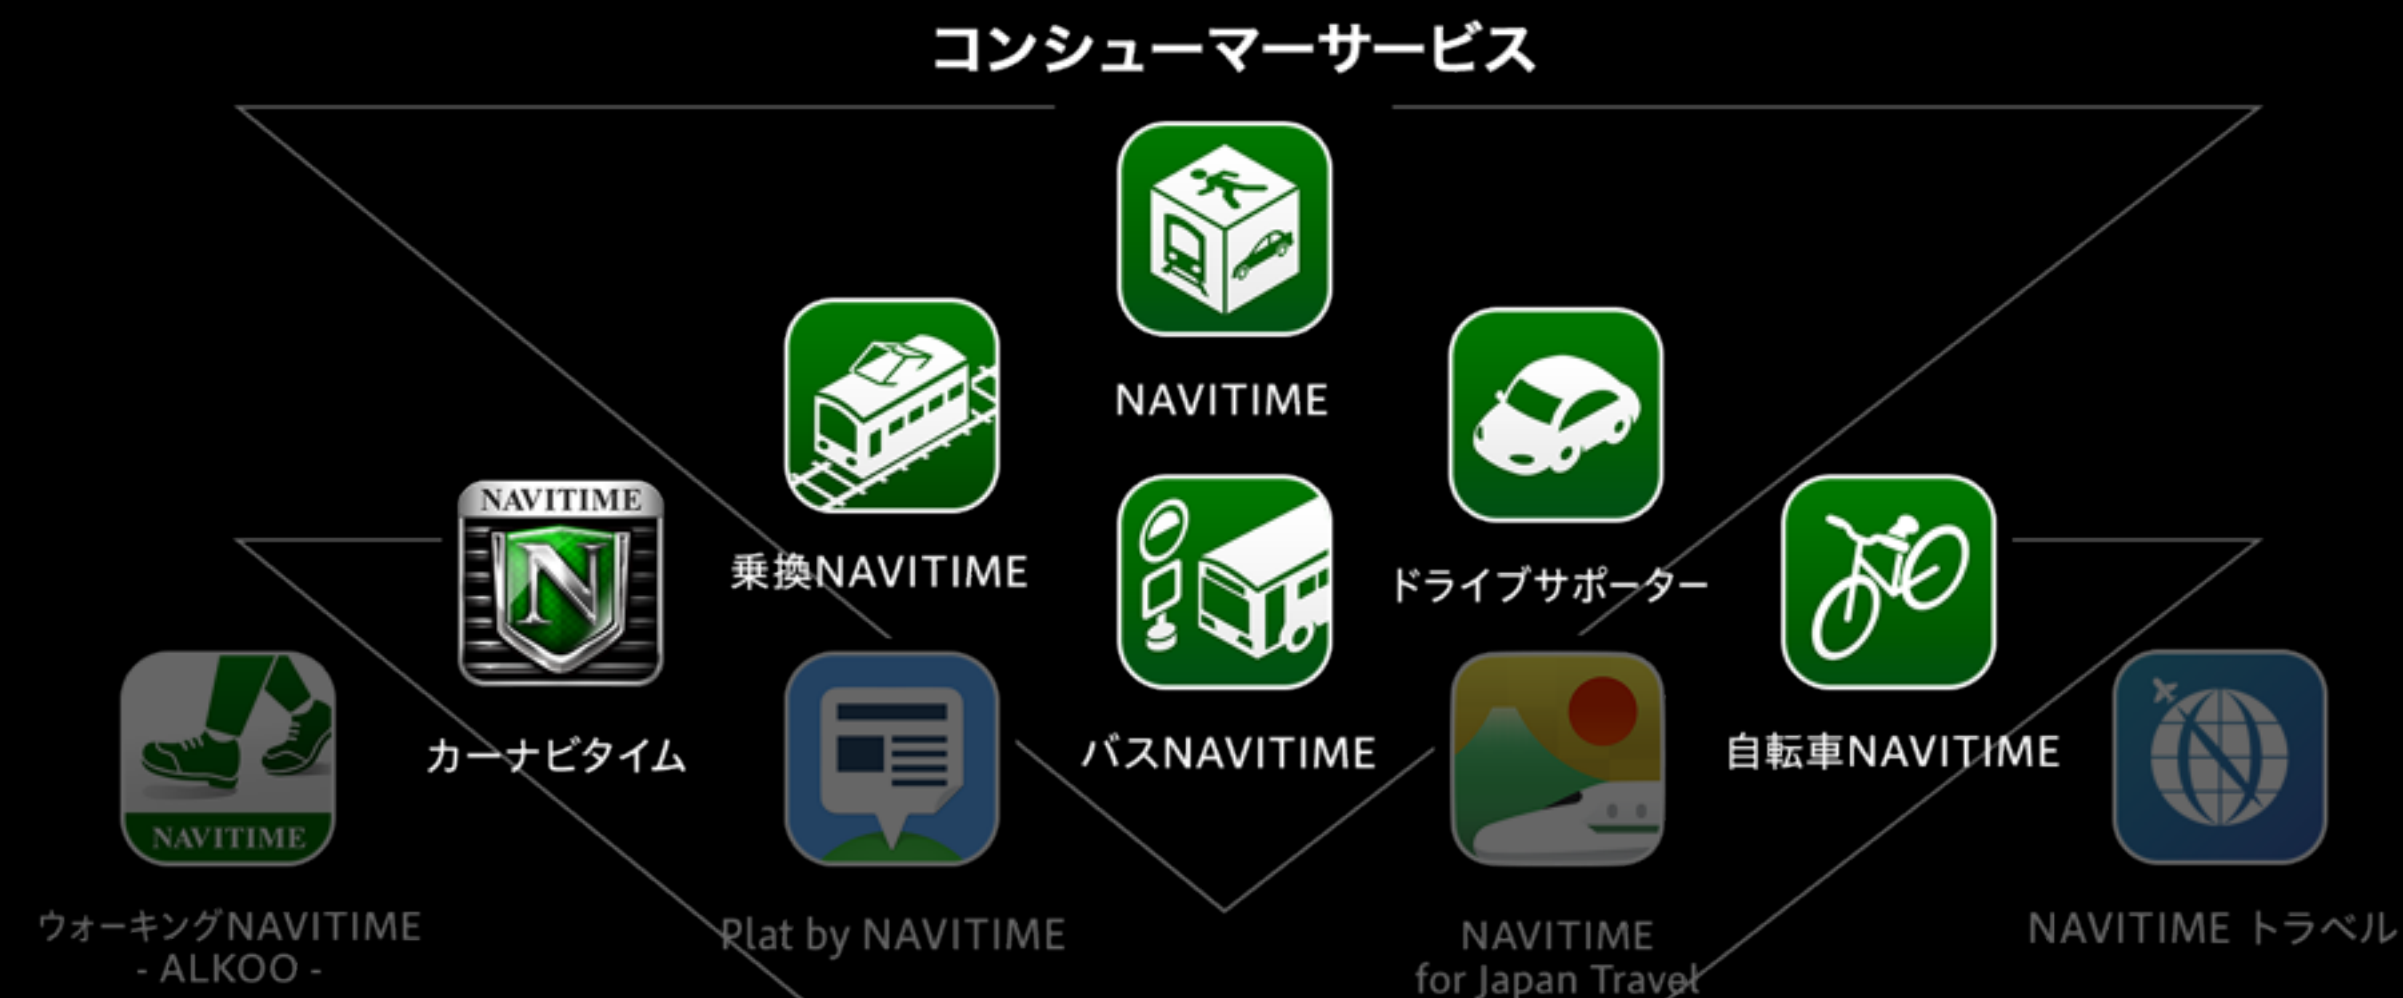 コンシューマーサービス
NAVITIME
乗換NAVITIME
ドライブサポーター
NAVITIME
N
カーナビタイム
バスNAVITIME
自転車NAVITIME
NAVITIME
ウォーキングNAVITIME
- ALKOO -
Plat by NAVITIME
NAVITIME
for Japan Travel
N
NAVITIME トラベル